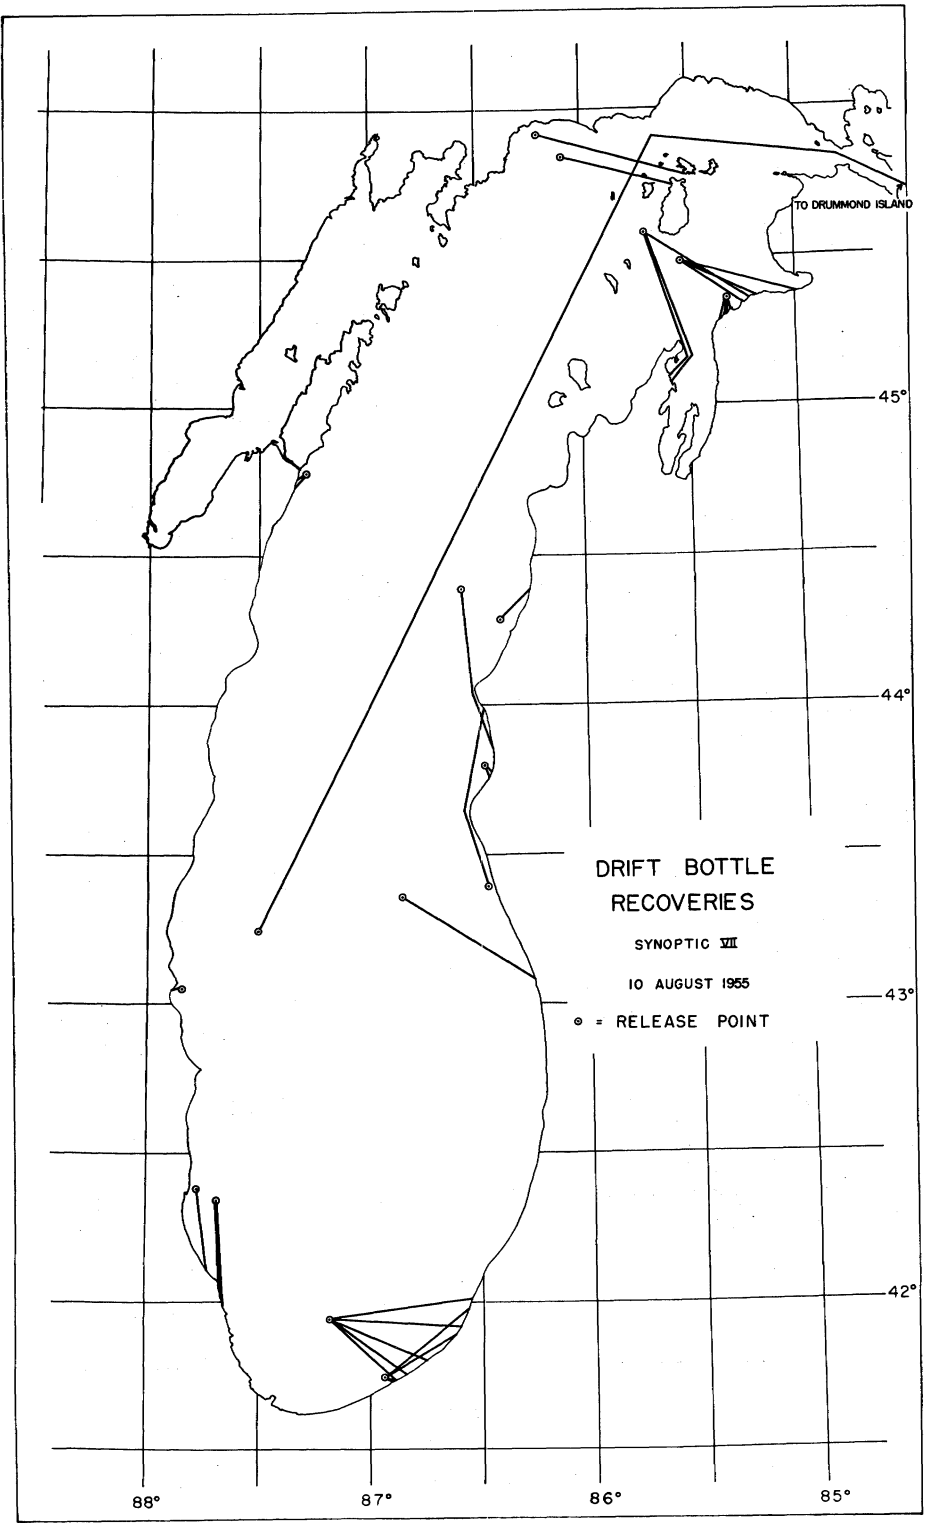 TO DRUMMOND ISLAND
45°
44°
DRIFT BOTTLE
RECOVERIES
SYNOPTIC VII
10 AUGUST 1955
43°
= RELEASE POINT
42°
88°
87°
86°
85°